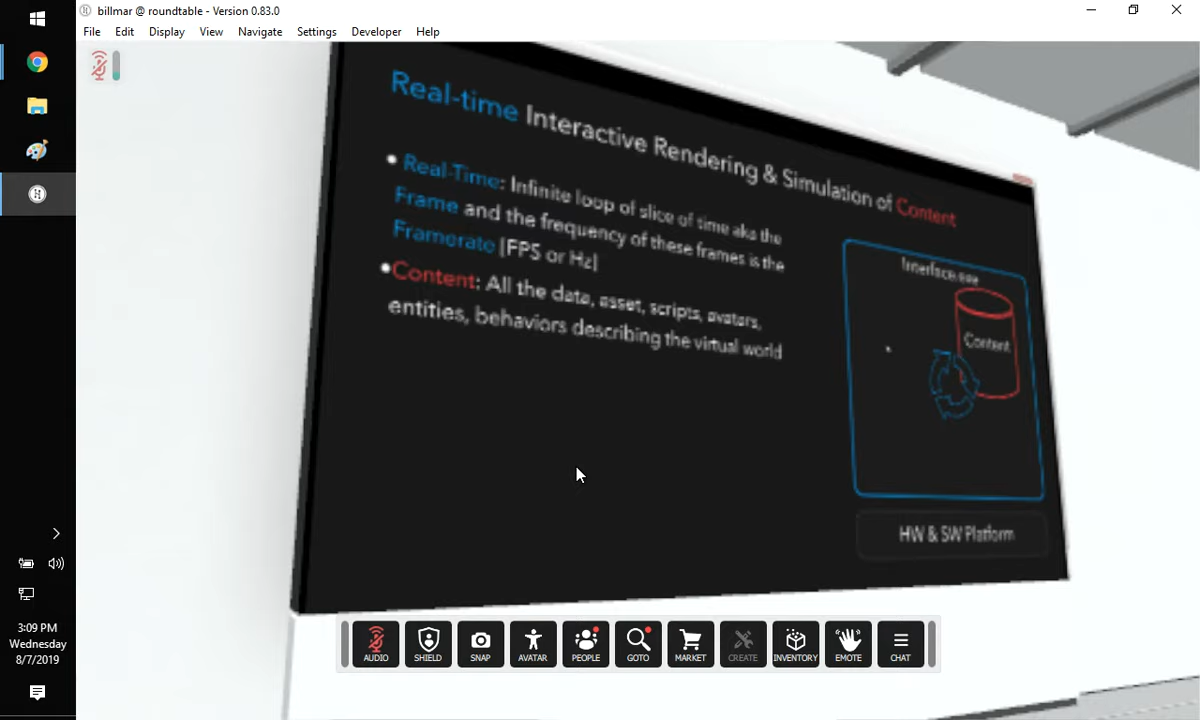 billmar @ roundtable - Version 0.83.0
File Edit Display View Navigate Settings Developer Help
Real-time Interactive Rendering & Simulation of Content
• Real-Time: Infinite loop of slice of time aka the
Frame and the frequency of these frames is the
Framerate [FPS or Hz]
• Content: All the data, asset, scripts, avatars,
entities, behaviors describing the virtual world
Interface.exe
Content
HW & SW Platform
AUDIO SHIELD SNAP AVATAR PEOPLE GOTO MARKET CREATE INVENTORY EMOTE CHAT
3:09 PM
Wednesday
8/7/2019